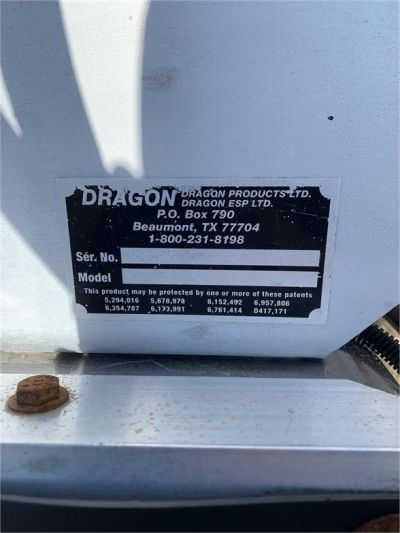 DRAGON DRAGON PRODUCTS LTD.
DRAGON ESP LTD.
P.O. Box 790
Beaumont, TX 77704
1-800-231-8198
Ser. No.
Model
This product may be protected by one or more of these patents
5,294,016 5,678,978 6,152,492 6,957,806
6,354,787 6,173,991 6,761,414 D417,171